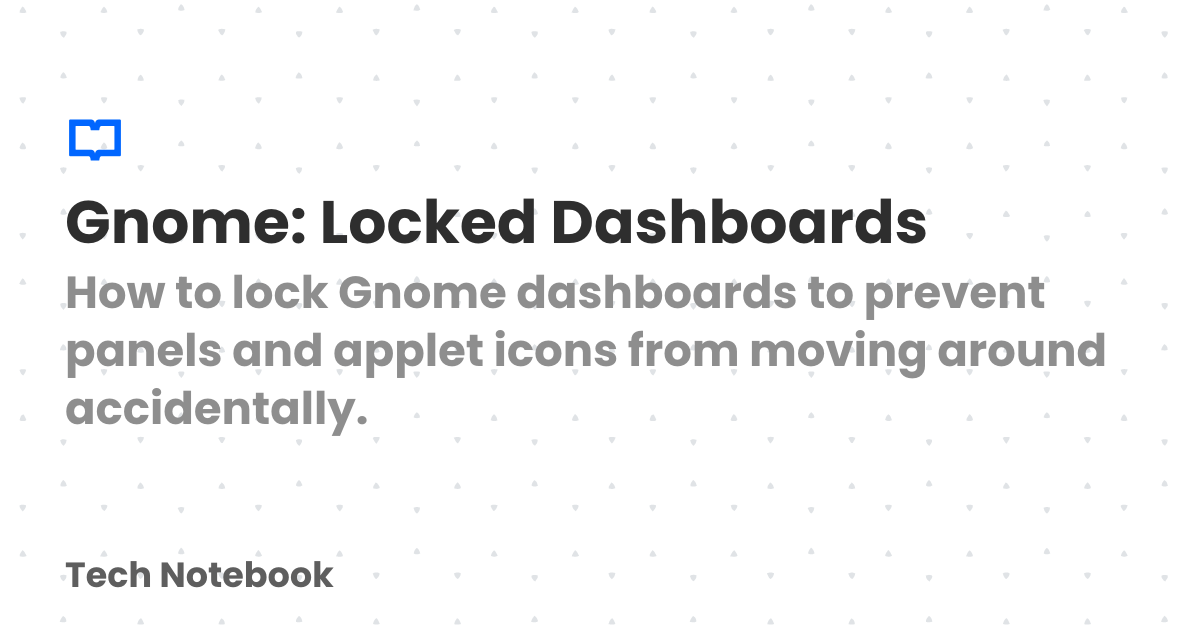 Gnome: Locked Dashboards
How to lock Gnome dashboards to prevent
panels and applet icons from moving around
accidentally.
Tech Notebook